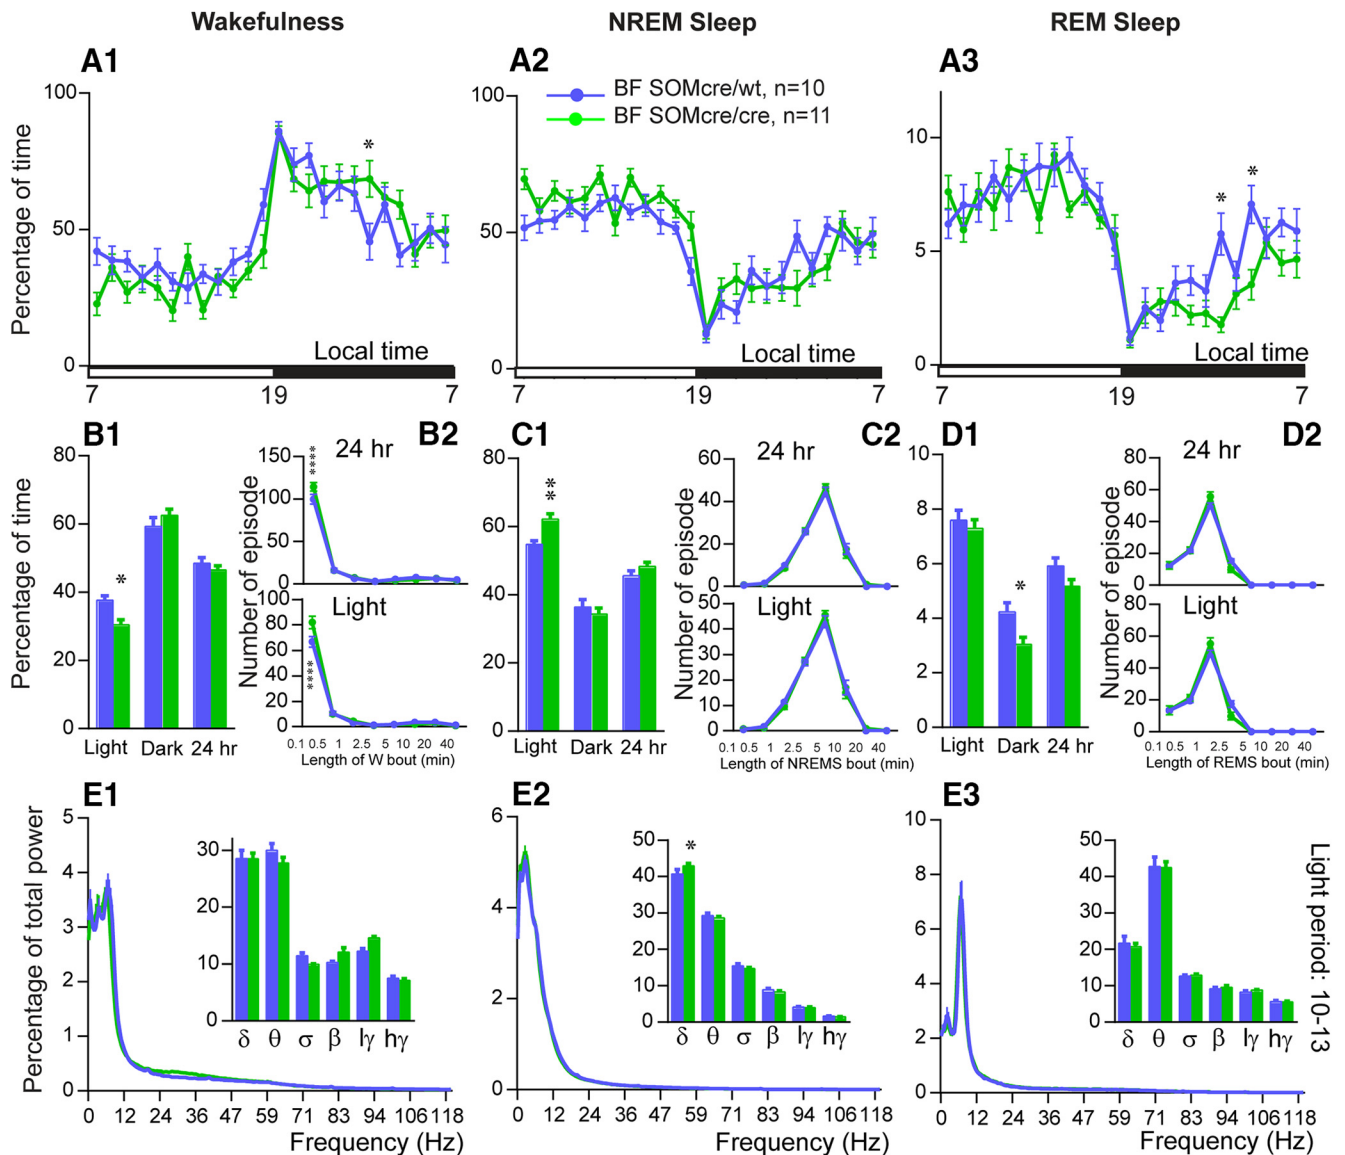 Wakefulness
NREM Sleep
REM Sleep
A1
A2
A3
BF SOMcre/wt, n=10
BF SOMcre/cre, n=11
Percentage of time
100
50
0
*
Local time
7
19
7
100
50
0
Local time
7
19
7
10
5
0
*
*
Local time
7
19
7
B1
B2
C1
C2
D1
D2
Percentage of time
80
60
40
20
0
*
Light
Dark
24 hr
24 hr
Number of episode
150
100
50
0
****
100
80
60
40
20
0
Light
****
0.1
0.5
1
2.5
5
10
20
40
Length of W bout (min)
80
60
40
20
0
**
Light
Dark
24 hr
24 hr
Number of episode
60
40
20
0
Light
50
40
30
20
10
0
0.1
0.5
1
2.5
5
10
20
40
Length of NREMS bout (min)
10
8
6
4
2
0
*
Light
Dark
24 hr
24 hr
Number of episode
80
60
40
20
0
Light
80
60
40
20
0
0.1
0.5
1
2.5
5
10
20
40
Length of REMS bout (min)
E1
E2
E3
Percentage of total power
5
4
3
2
1
0
30
20
10
0
δ θ σ β lγ hγ
0 12 24 36 47 59 71 83 94 106 118
Frequency (Hz)
6
4
2
0
50
40
30
20
10
0
*
δ θ σ β lγ hγ
0 12 24 36 47 59 71 83 94 106 118
Frequency (Hz)
10
8
6
4
2
0
50
40
30
20
10
0
δ θ σ β lγ hγ
0 12 24 36 47 59 71 83 94 106 118
Frequency (Hz)
Light period: 10-13